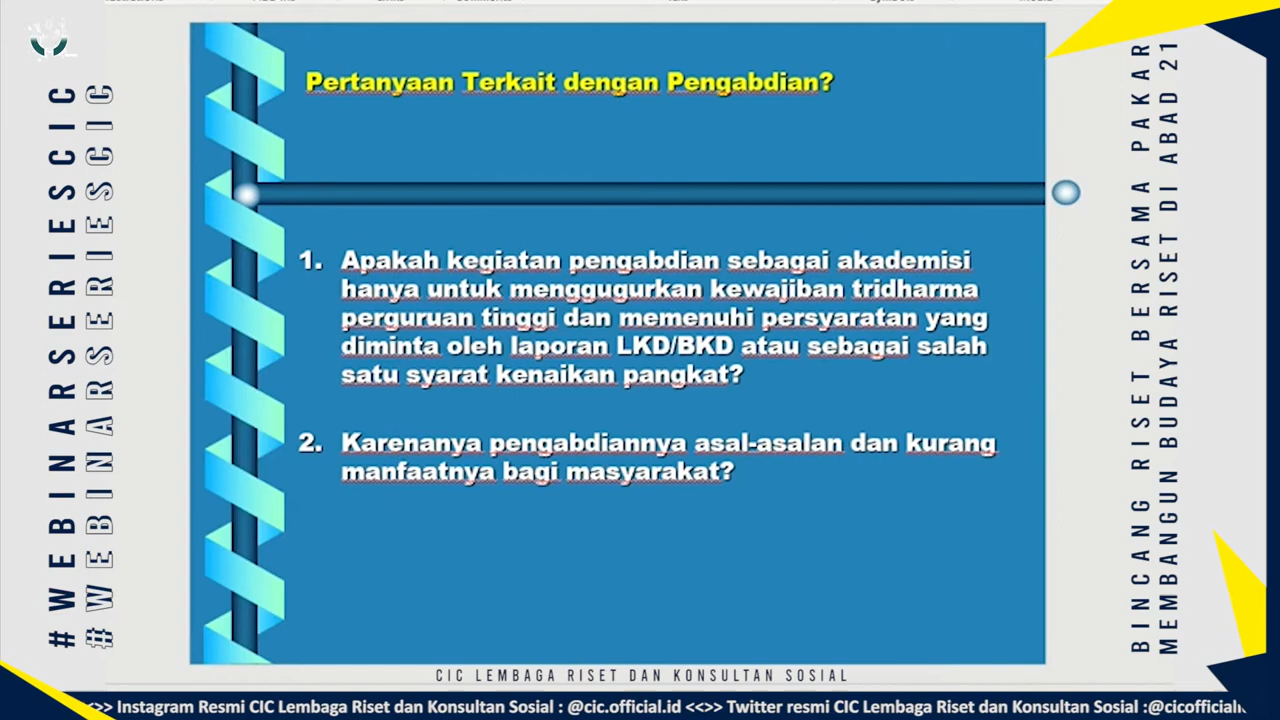 #WEBINARSERIESCIC
#WEBINARSERIESCIC
Pertanyaan Terkait dengan Pengabdian?
1. Apakah kegiatan pengabdian sebagai akademisi
hanya untuk menggugurkan kewajiban tridharma
perguruan tinggi dan memenuhi persyaratan yang
diminta oleh laporan LKD/BKD atau sebagai salah
satu syarat kenaikan pangkat?
2. Karenanya pengabdiannya asal-asalan dan kurang
manfaatnya bagi masyarakat?
BINCANG RISET BERSAMA PAKAR
MEMBANGUN BUDAYA RISET DI ABAD 21
CIC LEMBAGA RISET DAN KONSULTAN SOSIAL
<>> Instagram Resmi CIC Lembaga Riset dan Konsultan Sosial : @cic.official.id <<>> Twitter resmi CIC Lembaga Riset dan Konsultan Sosial :@cicofficial